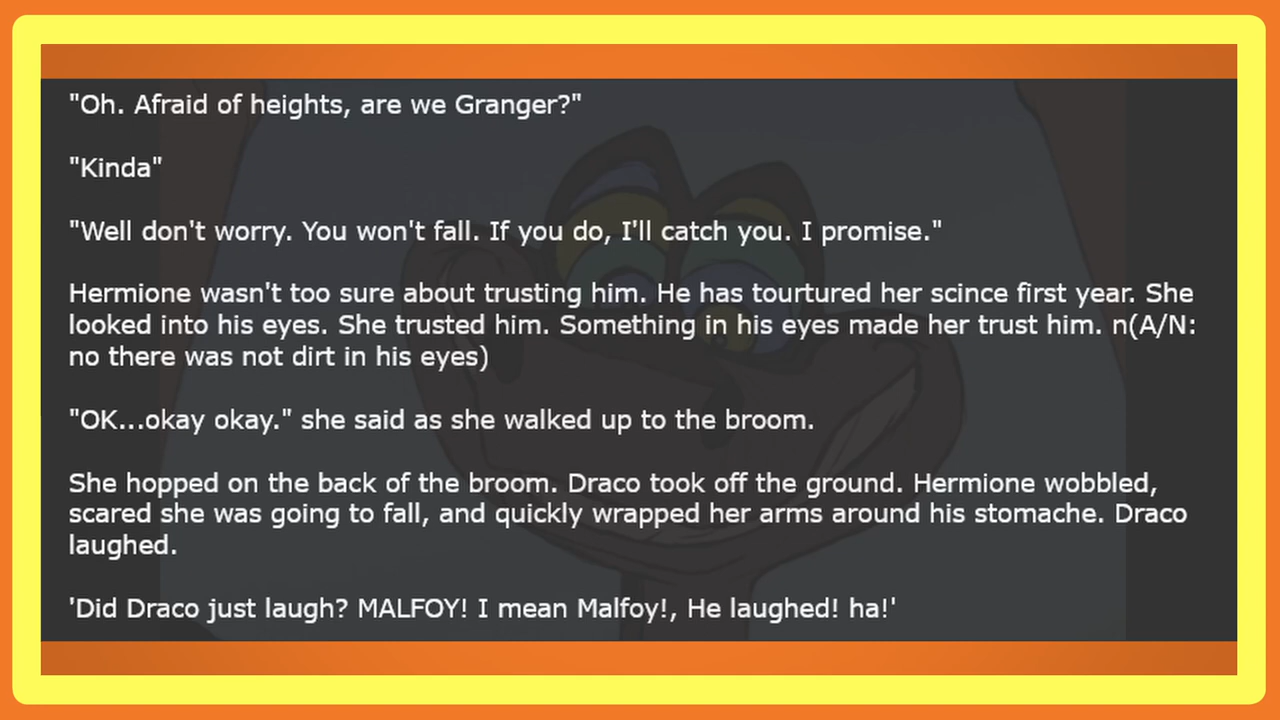 "Oh. Afraid of heights, are we Granger?"
"Kinda"
"Well don't worry. You won't fall. If you do, I'll catch you. I promise."
Hermione wasn't too sure about trusting him. He has tourtured her scince first year. She
looked into his eyes. She trusted him. Something in his eyes made her trust him. n(A/N:
no there was not dirt in his eyes)
"OK...okay okay." she said as she walked up to the broom.
She hopped on the back of the broom. Draco took off the ground. Hermione wobbled,
scared she was going to fall, and quickly wrapped her arms around his stomache. Draco
laughed.
'Did Draco just laugh? MALFOY! I mean Malfoy!, He laughed! ha!'